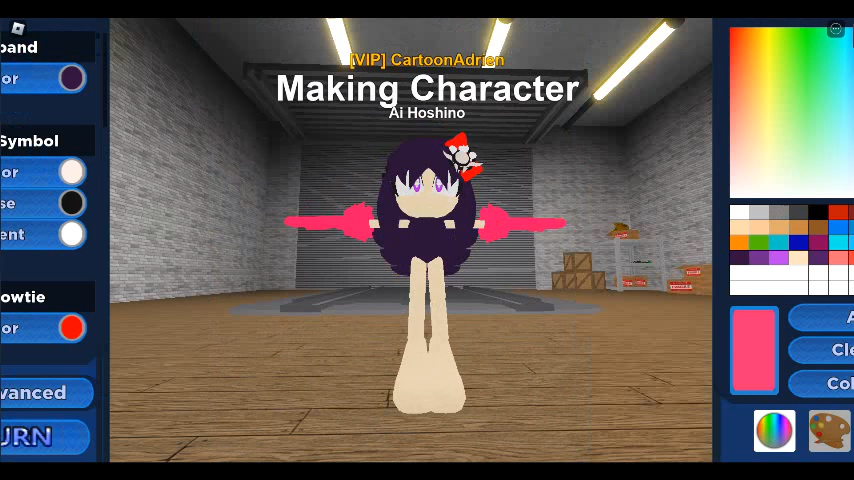 [VIP] CartoonAdrien
Making Character
Ai Hoshino
band
or
Symbol
or
se
ent
owtie
or
vanced
URN
A
Cle
Col